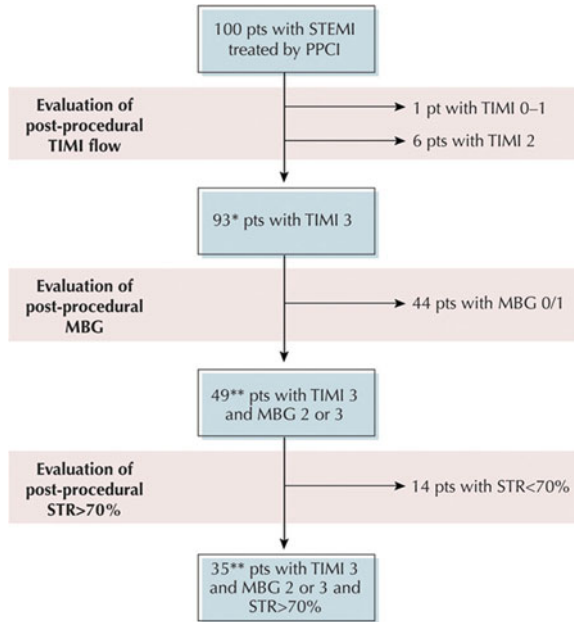 100 pts with STEMI
treated by PPCI
Evaluation of
post-procedural
TIMI flow
1 pt with TIMI 0–1
6 pts with TIMI 2
93* pts with TIMI 3
Evaluation of
post-procedural
MBG
44 pts with MBG 0/1
49** pts with TIMI 3
and MBG 2 or 3
Evaluation of
post-procedural
STR>70%
14 pts with STR<70%
35** pts with TIMI 3
and MBG 2 or 3 and
STR>70%